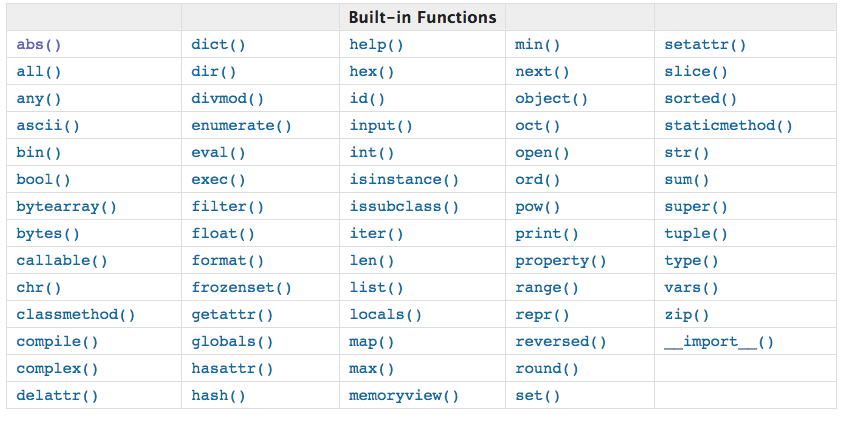 Built-in Functions
abs() dict() help() min() setattr()
all() dir() hex() next() slice()
any() divmod() id() object() sorted()
ascii() enumerate() input() oct() staticmethod()
bin() eval() int() open() str()
bool() exec() isinstance() ord() sum()
bytearray() filter() issubclass() pow() super()
bytes() float() iter() print() tuple()
callable() format() len() property() type()
chr() frozenset() list() range() vars()
classmethod() getattr() locals() repr() zip()
compile() globals() map() reversed() __import__()
complex() hasattr() max() round()
delattr() hash() memoryview() set()